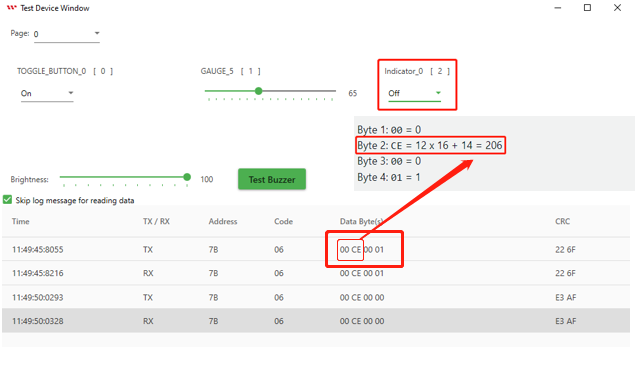 Test Device Window
Page: 0
TOGGLE_BUTTON_0 [ 0 ] GAUGE_5 [ 1 ] Indicator_0 [ 2 ]
On 65 Off
Byte 1: 00 = 0
Byte 2: CE = 12 x 16 + 14 = 206
Byte 3: 00 = 0
Byte 4: 01 = 1
Brightness: 100 Test Buzzer
Skip log message for reading data
Time TX / RX Address Code Data Byte(s) CRC
11:49:45:8055 TX 7B 06 00 CE 00 01 22 6F
11:49:45:8216 RX 7B 06 00 CE 00 01 22 6F
11:49:50:0293 TX 7B 06 00 CE 00 00 E3 AF
11:49:50:0328 RX 7B 06 00 CE 00 00 E3 AF